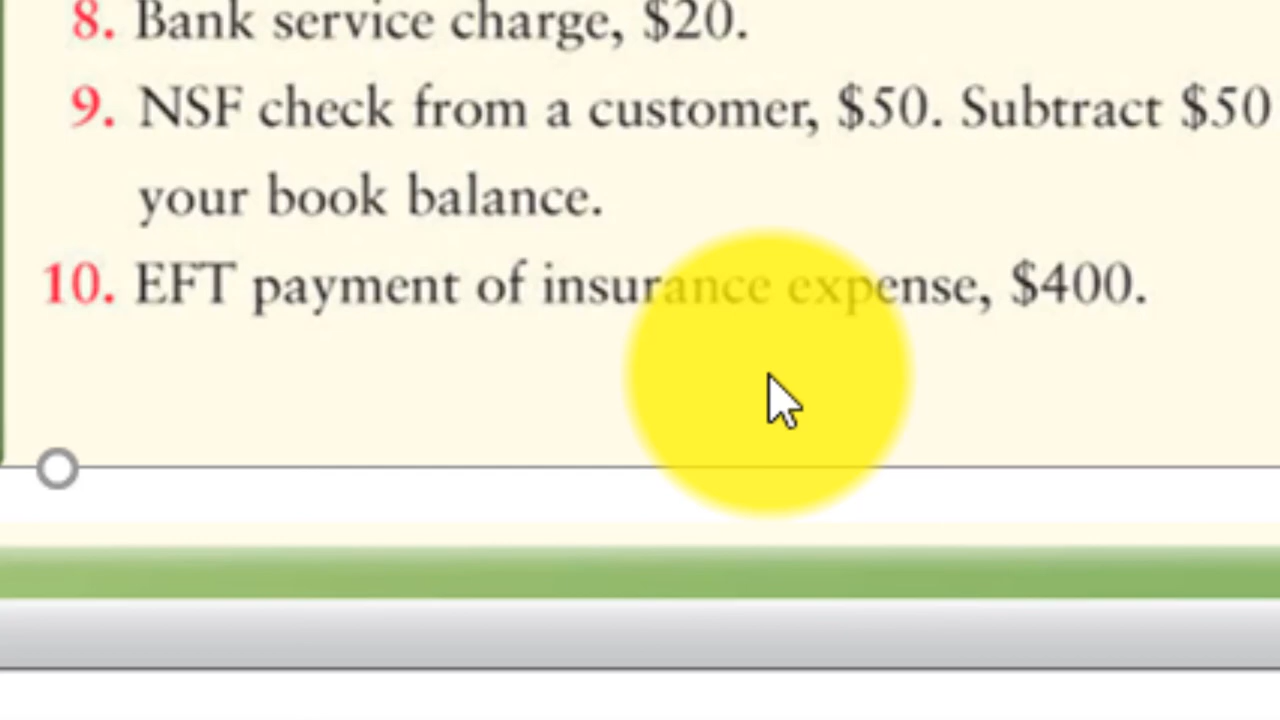 8. Bank service charge, $20.
9. NSF check from a customer, $50. Subtract $50
your book balance.
10. EFT payment of insurance expense, $400.